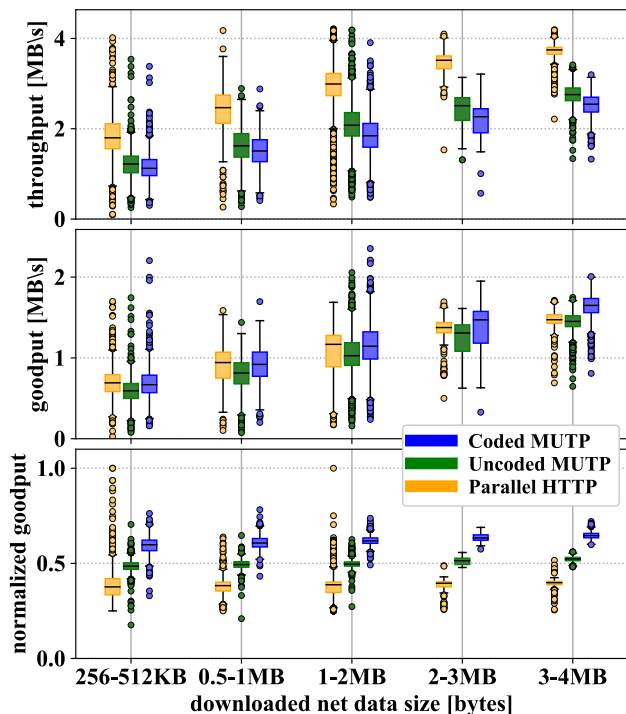 throughput [MB\s]
4
2
0
goodput [MB\s]
2
1
0
Coded MUTP
Uncoded MUTP
Parallel HTTP
normalized goodput
1.0
0.5
0.0
256-512KB 0.5-1MB 1-2MB 2-3MB 3-4MB
downloaded net data size [bytes]